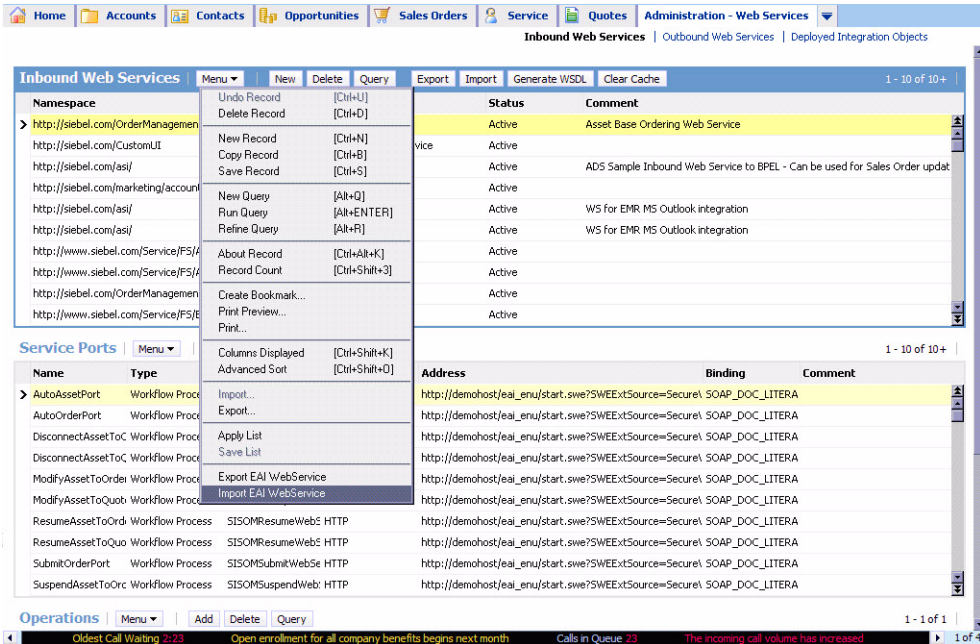 Home Accounts Contacts Opportunities Sales Orders Service Quotes Administration - Web Services
Inbound Web Services | Outbound Web Services | Deployed Integration Objects
Inbound Web Services Menu New Delete Query Export Import Generate WSDL Clear Cache 1 - 10 of 10+
Namespace Status Comment
http://siebel.com/OrderManagemen Active Asset Base Ordering Web Service
http://siebel.com/CustomUI vice Active
http://siebel.com/asi/ Active ADS Sample Inbound Web Service to BPEL - Can be used for Sales Order updat
http://siebel.com/marketing/account Active
http://siebel.com/asi/ Active WS for EMR MS Outlook integration
http://siebel.com/asi/ Active WS for EMR MS Outlook integration
http://www.siebel.com/Service/FS/A Active
http://www.siebel.com/Service/FS/A Active
http://siebel.com/OrderManagemen Active
http://www.siebel.com/Service/FS/E Active
Undo Record [Ctrl+U]
Delete Record [Ctrl+D]
New Record [Ctrl+N]
Copy Record [Ctrl+B]
Save Record [Ctrl+S]
New Query [Alt+Q]
Run Query [Alt+ENTER]
Refine Query [Alt+R]
About Record [Ctrl+Alt+K]
Record Count [Ctrl+Shift+3]
Create Bookmark...
Print Preview...
Print...
Columns Displayed [Ctrl+Shift+K]
Advanced Sort [Ctrl+Shift+O]
Import...
Export...
Apply List
Save List
Export EAI WebService
Import EAI WebService
Service Ports Menu 1 - 10 of 10+
Name Type Address Binding Comment
AutoAssetPort Workflow Proce http://demohost/eai_enu/start.swe?SWEExtSource=Secure\ SOAP_DOC_LITERA
AutoOrderPort Workflow Proce http://demohost/eai_enu/start.swe?SWEExtSource=Secure\ SOAP_DOC_LITERA
DisconnectAssetToC Workflow Proce http://demohost/eai_enu/start.swe?SWEExtSource=Secure\ SOAP_DOC_LITERA
DisconnectAssetToC Workflow Proce http://demohost/eai_enu/start.swe?SWEExtSource=Secure\ SOAP_DOC_LITERA
ModifyAssetToOrder Workflow Proce http://demohost/eai_enu/start.swe?SWEExtSource=Secure\ SOAP_DOC_LITERA
ModifyAssetToQuot Workflow Proce http://demohost/eai_enu/start.swe?SWEExtSource=Secure\ SOAP_DOC_LITERA
ResumeAssetToOrd Workflow Process SISOMResumeWebS HTTP http://demohost/eai_enu/start.swe?SWEExtSource=Secure\ SOAP_DOC_LITERA
ResumeAssetToQuo Workflow Process SISOMResumeWebS HTTP http://demohost/eai_enu/start.swe?SWEExtSource=Secure\ SOAP_DOC_LITERA
SubmitOrderPort Workflow Process SISOMSubmitWebSe HTTP http://demohost/eai_enu/start.swe?SWEExtSource=Secure\ SOAP_DOC_LITERA
SuspendAssetToOrc Workflow Process SISOMSuspendWeb: HTTP http://demohost/eai_enu/start.swe?SWEExtSource=Secure\ SOAP_DOC_LITERA
Operations Menu Add Delete Query 1 - 1 of 1
Oldest Call Waiting 2:23 Open enrollment for all company benefits begins next month Calls in Queue 23 The incoming call volume has increased 1 of